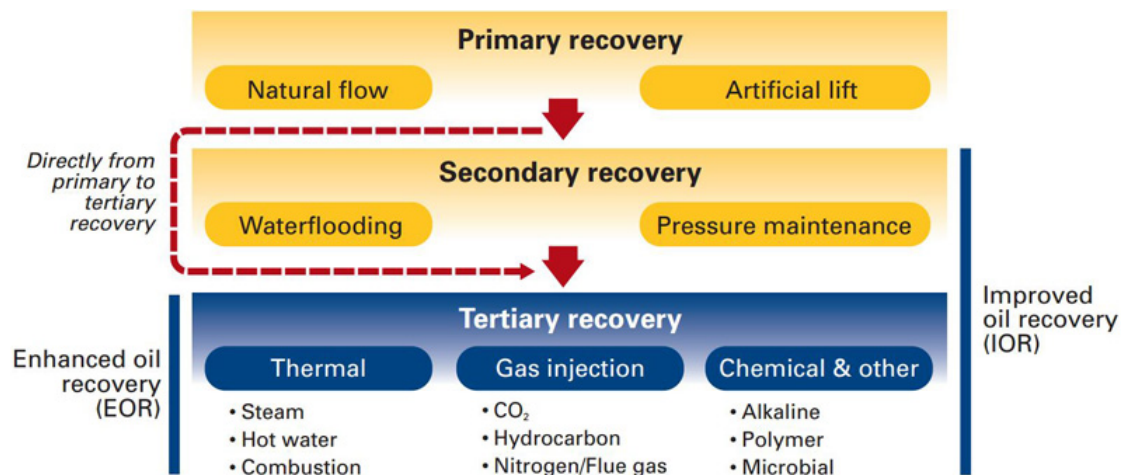 Primary recovery
Natural flow
Artificial lift
Directly from
primary to
tertiary
recovery
Secondary recovery
Waterflooding
Pressure maintenance
Improved
oil recovery
(IOR)
Tertiary recovery
Enhanced oil
recovery
(EOR)
Thermal
• Steam
• Hot water
• Combustion
Gas injection
• CO₂
• Hydrocarbon
• Nitrogen/Flue gas
Chemical & other
• Alkaline
• Polymer
• Microbial